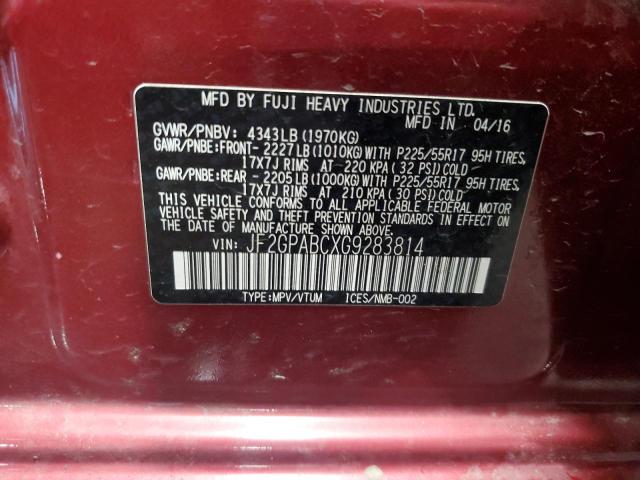 MFD BY FUJI HEAVY INDUSTRIES LTD.
MFD IN 04/16
GVWR/PNBV: 4343LB(1970KG)
GAWR/PNBE:FRONT- 2227LB(1010KG)WITH P225/55R17 95H TIRES,
17X7J RIMS AT 220 KPA(32 PSI)COLD
GAWR/PNBE:REAR - 2205LB(1000KG)WITH P225/55R17 95H TIRES,
17X7J RIMS AT 210 KPA(30 PSI)COLD
THIS VEHICLE CONFORMS TO ALL APPLICABLE FEDERAL MOTOR
VEHICLE SAFETY AND THEFT PREVENTION STANDARDS IN EFFECT
ON THE DATE OF MANUFACTURE SHOWN ABOVE.
VIN: JF2GPABCXG9283814
TYPE:MPV/VTUM ICES/NMB-002